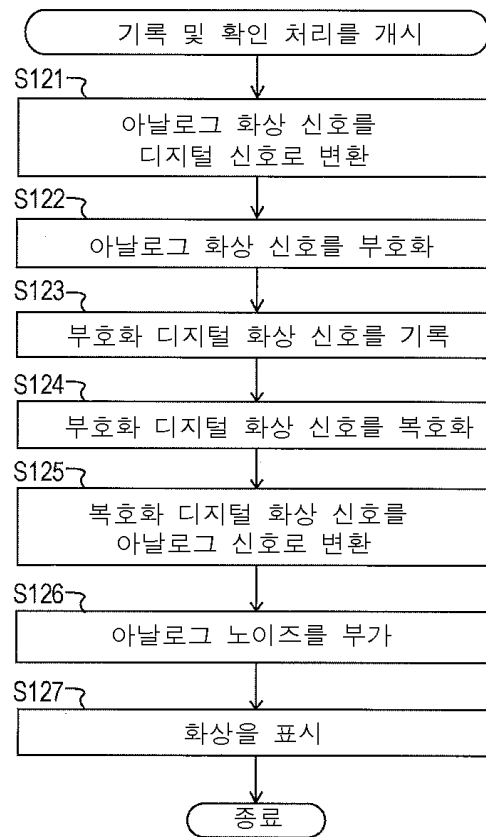 기록 및 확인 처리를 개시
S121
아날로그 화상 신호를
디지털 신호로 변환
S122
아날로그 화상 신호를 부호화
S123
부호화 디지털 화상 신호를 기록
S124
부호화 디지털 화상 신호를 복호화
S125
복호화 디지털 화상 신호를
아날로그 신호로 변환
S126
아날로그 노이즈를 부가
S127
화상을 표시
종료